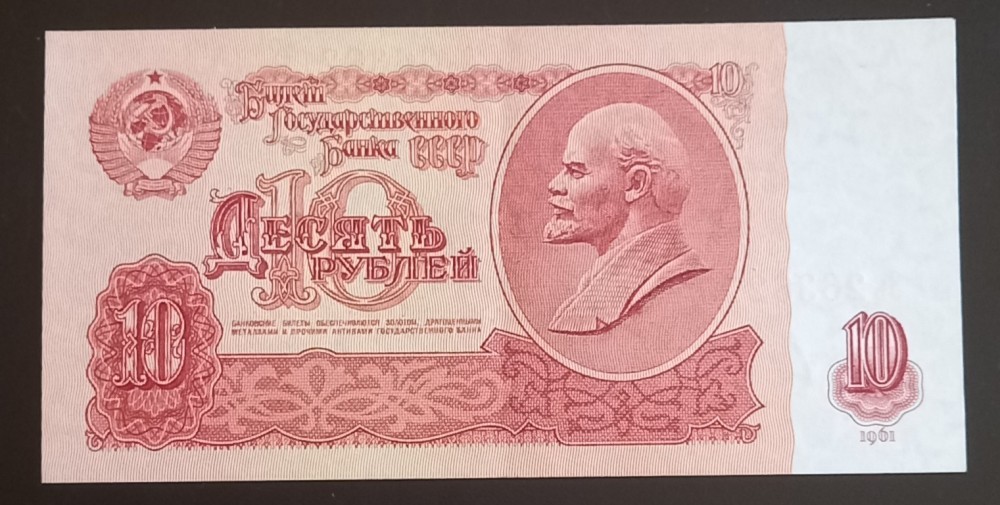 Билет
Государственного
Банка СССР
10
10
Десять
рублей
БАНКОВСКИЕ БИЛЕТЫ ОБЕСПЕЧИВАЮТСЯ ЗОЛОТОМ, ДРАГОЦЕННЫМИ
МЕТАЛЛАМИ И ПРОЧИМИ АКТИВАМИ ГОСУДАРСТВЕННОГО БАНКА
10
10
1961